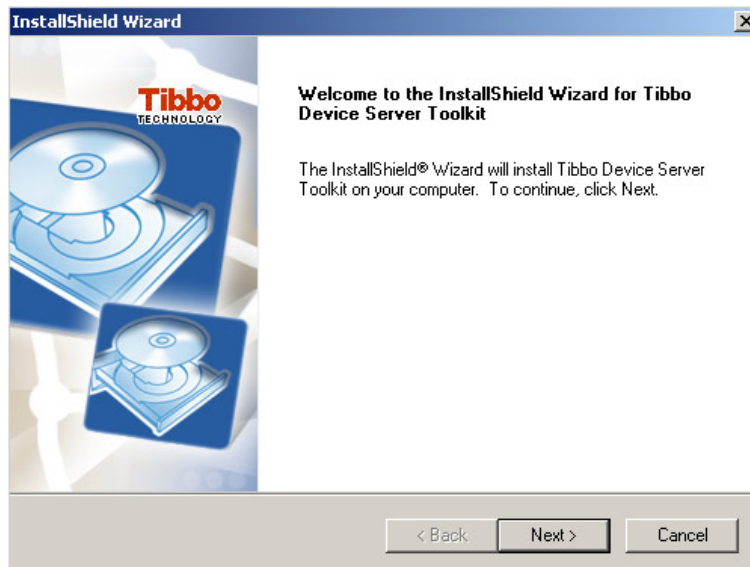 InstallShield Wizard
Tibbo
TECHNOLOGY
Welcome to the InstallShield Wizard for Tibbo
Device Server Toolkit
The InstallShield® Wizard will install Tibbo Device Server
Toolkit on your computer. To continue, click Next.
< Back
Next >
Cancel